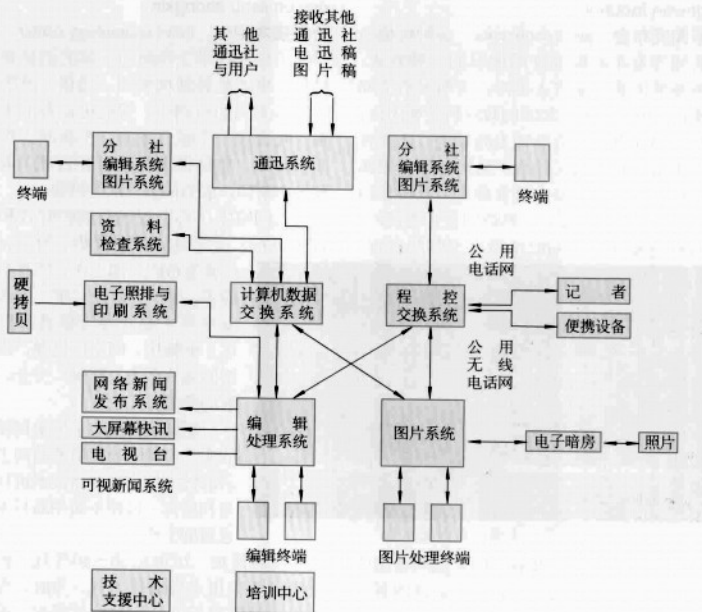 其他
通迅社
与用户
接收其他
通迅社
电迅稿
图片稿
分社
编辑系统
图片系统
终端
通迅系统
分社
编辑系统
图片系统
终端
资料
检查系统
公用
电话网
硬拷贝
电子照排与
印刷系统
计算机数据
交换系统
程控
交换系统
记者
便携设备
公用
无线
电话网
网络新闻
发布系统
大屏幕快讯
电视台
可视新闻系统
编辑
处理系统
图片系统
电子暗房
照片
编辑终端
图片处理终端
技术
支援中心
培训中心